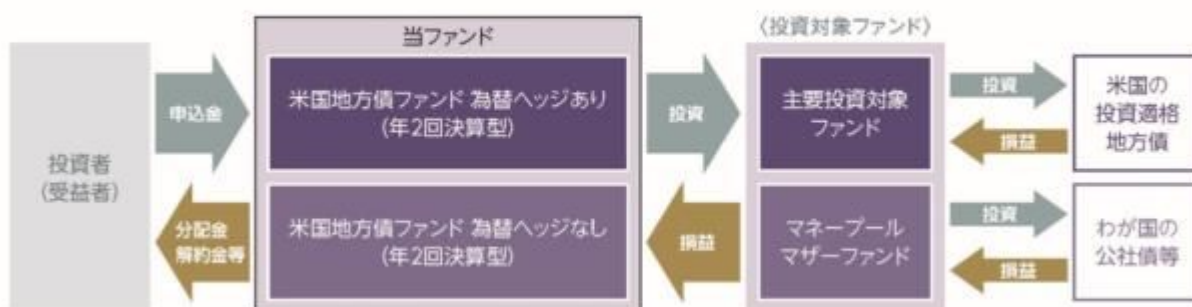 当ファンド
〈投資対象ファンド〉
投資者
(受益者)
申込金
分配金
解約金等
米国地方債ファンド 為替ヘッジあり
(年2回決算型)
米国地方債ファンド 為替ヘッジなし
(年2回決算型)
投資
損益
主要投資対象
ファンド
マネープール
マザーファンド
投資
損益
投資
損益
米国の
投資適格
地方債
わが国の
公社債等